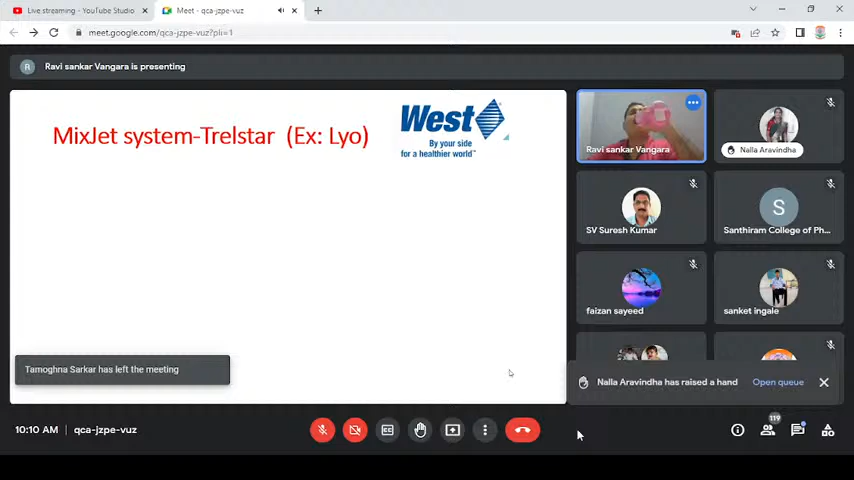 Live streaming - YouTube Studio
Meet - qca-jzpe-vuz
meet.google.com/qca-jzpe-vuz?pli=1
R
Ravi sankar Vangara is presenting
MixJet system-Trelstar (Ex: Lyo)
West
By your side
for a healthier world™
Ravi sankar Vangara
Nalla Aravindha
SV Suresh Kumar
S
Santhiram College of Ph...
faizan sayeed
sanket ingale
Tamoghna Sarkar has left the meeting
Nalla Aravindha has raised a hand
Open queue
10:10 AM | qca-jzpe-vuz
119